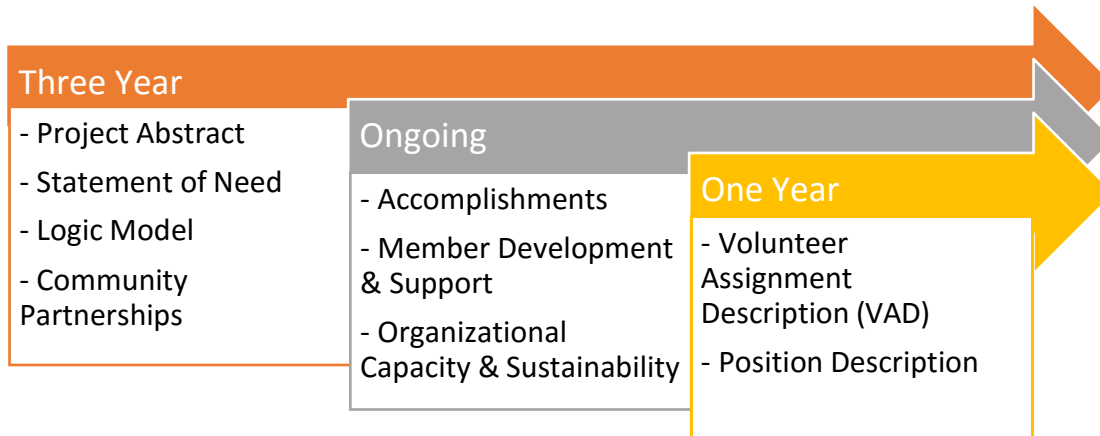 Three Year
- Project Abstract
- Statement of Need
- Logic Model
- Community
Partnerships
Ongoing
- Accomplishments
- Member Development
& Support
- Organizational
Capacity & Sustainability
One Year
- Volunteer
Assignment
Description (VAD)
- Position Description